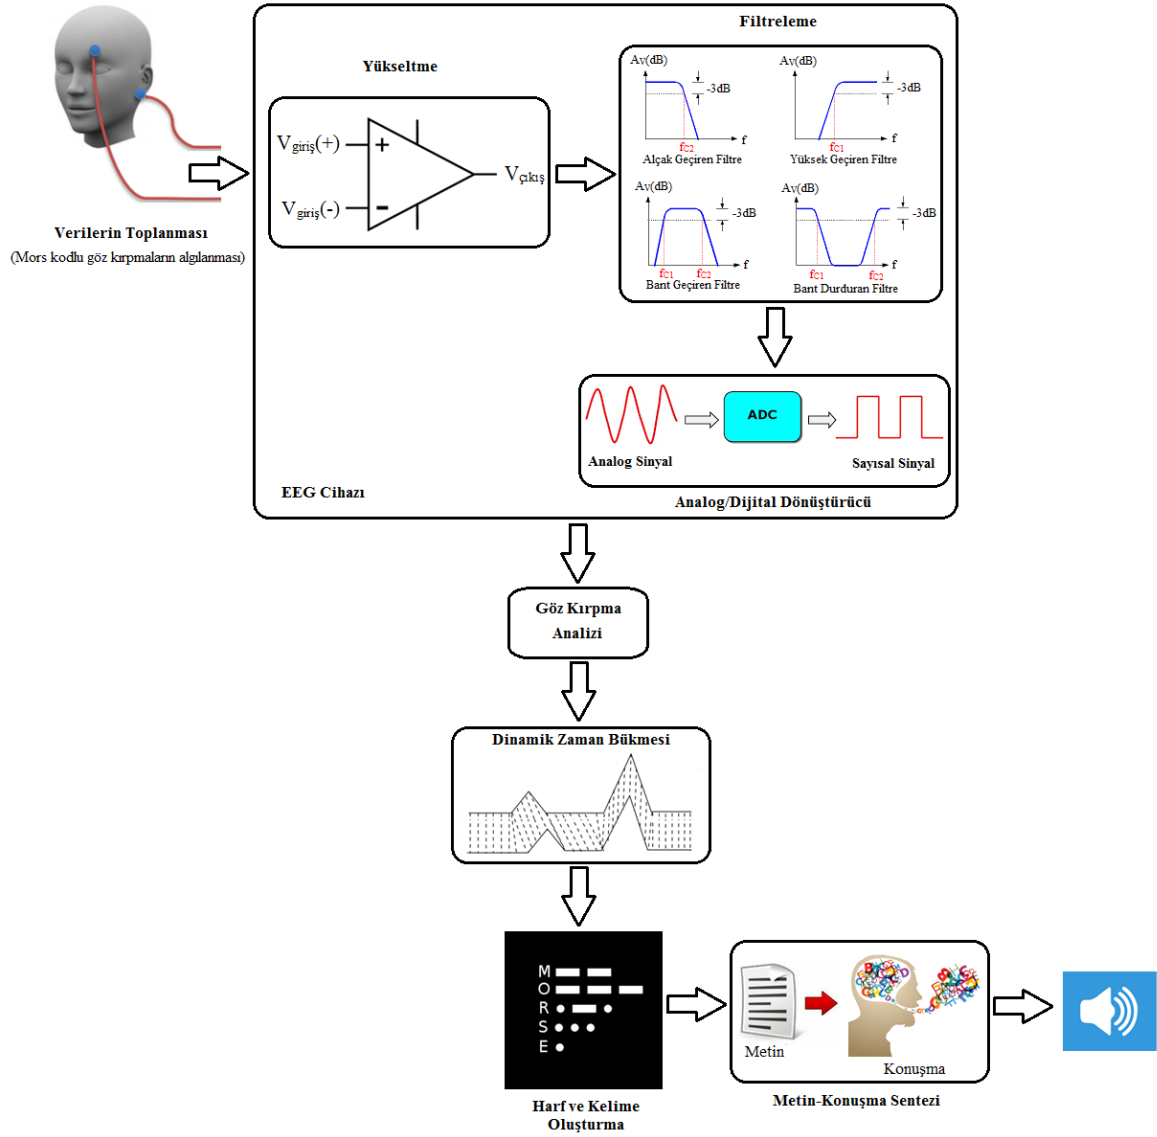 Verilerin Toplanması
(Mors kodlu göz kırpmaların algılanması)
Yükseltme
Vgiriş(+)
+
Vgiriş(-)
-
Vçıkış
Filtreleme
Av(dB)
-3dB
f
fC2
Alçak Geçiren Filtre
Av(dB)
-3dB
f
fC1
Yüksek Geçiren Filtre
Av(dB)
-3dB
f
fC1 fC2
Bant Geçiren Filtre
Av(dB)
-3dB
f
fC1 fC2
Bant Durduran Filtre
Analog Sinyal
ADC
Sayısal Sinyal
Analog/Dijital Dönüştürücü
EEG Cihazı
Göz Kırpma
Analizi
Dinamik Zaman Bükmesi
M
O
R
S
E
Harf ve Kelime
Oluşturma
Metin
Konuşma
Metin-Konuşma Sentezi